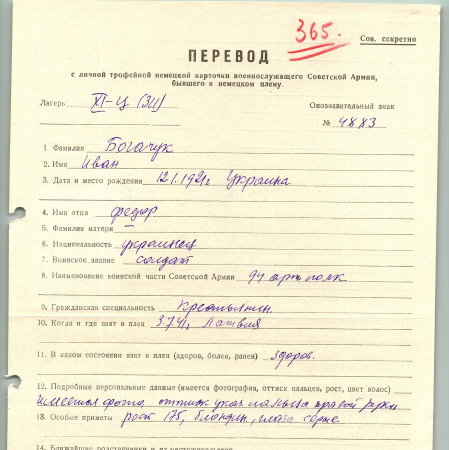 365.
Сов. секретно
ПЕРЕВОД
с личной трофейной немецкой карточки военнослужащего Советской Армии,
бывшего в немецком плену.
Лагерь XI-Ц (311)
Опознавательный знак
№ 4883
1 Фамилия Богачук
2. Имя Иван
3. Дата и место рождения 12.1.1921г Украина
4. Имя отца федор
5. Фамилия матери —
6. Национальность украинец
7. Воинское звание солдат
8. Наименование воинской части Советской Армии 94 арт полк
9. Гражданская специальность Крестьянин.
10. Когда и где взят в плен 3.7.41г. Латвия
11. В каком состоянии взят в плен (здоров, болен, ранен) здоров.
12. Подробные персональные данные (имеется фотография, оттиск пальцев, рост, цвет волос)
имеется фото, оттиск указ пальца правой руки
13. Особые приметы рост 175, блондин, глаза серые
14. Ближайшие родственники и их местожительство